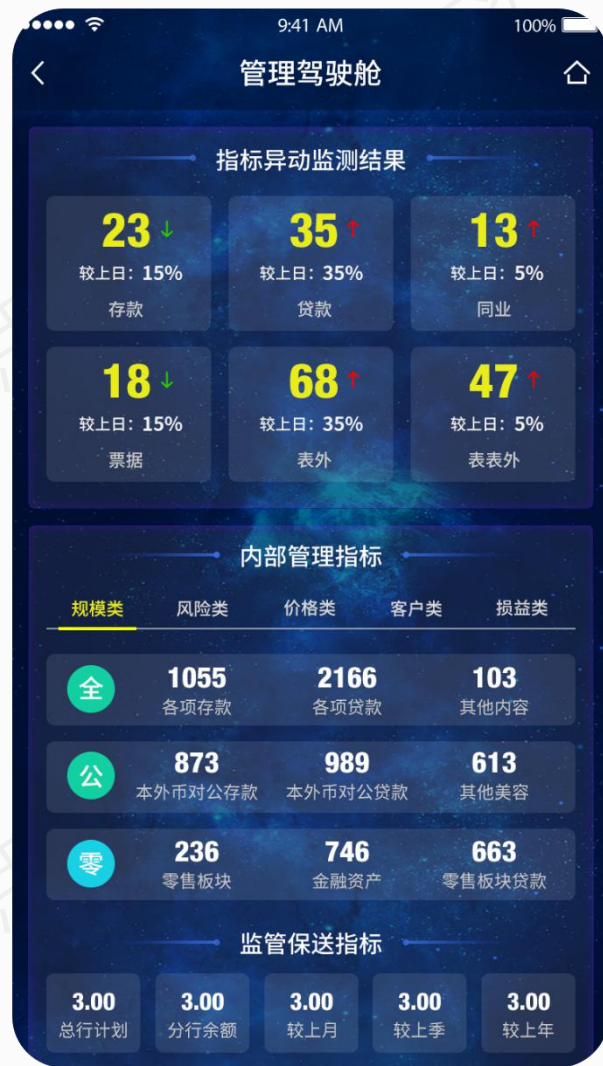 9:41 AM 100%
管理驾驶舱
指标异动监测结果
23↓ 35↑ 13↑
较上日：15% 较上日：35% 较上日：5%
存款 贷款 同业
18↓ 68↑ 47↑
较上日：15% 较上日：35% 较上日：5%
票据 表外 表表外
内部管理指标
规模类 风险类 价格类 客户类 损益类
全 1055 2166 103
各项存款 各项贷款 其他内容
公 873 989 613
本外币对公存款 本外币对公贷款 其他美容
零 236 746 663
零售板块 金融资产 零售板块贷款
监管保送指标
3.00 3.00 3.00 3.00 3.00
总行计划 分行余额 较上月 较上季 较上年